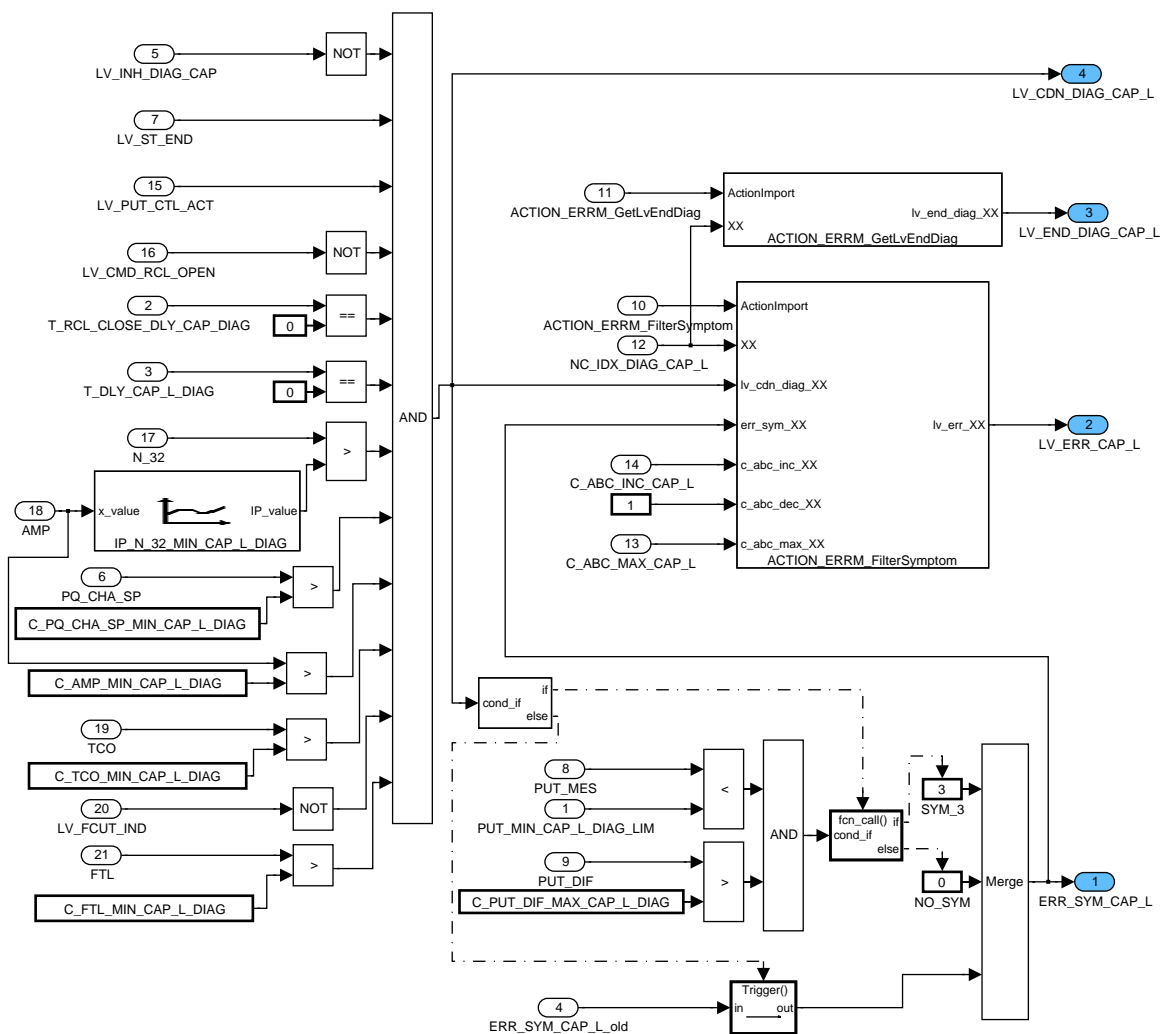 5
LV_INH_DIAG_CAP
NOT
7
LV_ST_END
15
LV_PUT_CTL_ACT
16
LV_CMD_RCL_OPEN
NOT
2
T_RCL_CLOSE_DLY_CAP_DIAG
0
==
3
T_DLY_CAP_L_DIAG
0
==
17
N_32
>
18
AMP
x_value
IP_value
IP_N_32_MIN_CAP_L_DIAG
6
PQ_CHA_SP
C_PQ_CHA_SP_MIN_CAP_L_DIAG
>
C_AMP_MIN_CAP_L_DIAG
>
19
TCO
C_TCO_MIN_CAP_L_DIAG
>
20
LV_FCUT_IND
NOT
21
FTL
C_FTL_MIN_CAP_L_DIAG
>
AND
4
LV_CDN_DIAG_CAP_L
11
ACTION_ERRM_GetLvEndDiag
ActionImport
XX
lv_end_diag_XX
ACTION_ERRM_GetLvEndDiag
3
LV_END_DIAG_CAP_L
10
ACTION_ERRM_FilterSymptom
12
NC_IDX_DIAG_CAP_L
14
C_ABC_INC_CAP_L
1
13
C_ABC_MAX_CAP_L
ActionImport
XX
lv_cdn_diag_XX
err_sym_XX
c_abc_inc_XX
c_abc_dec_XX
c_abc_max_XX
lv_err_XX
ACTION_ERRM_FilterSymptom
2
LV_ERR_CAP_L
cond_if
if
else
8
PUT_MES
1
PUT_MIN_CAP_L_DIAG_LIM
<
9
PUT_DIF
C_PUT_DIF_MAX_CAP_L_DIAG
>
AND
fcn_call()
cond_if
if
else
3
SYM_3
0
NO_SYM
Merge
1
ERR_SYM_CAP_L
4
ERR_SYM_CAP_L_old
Trigger()
in
out